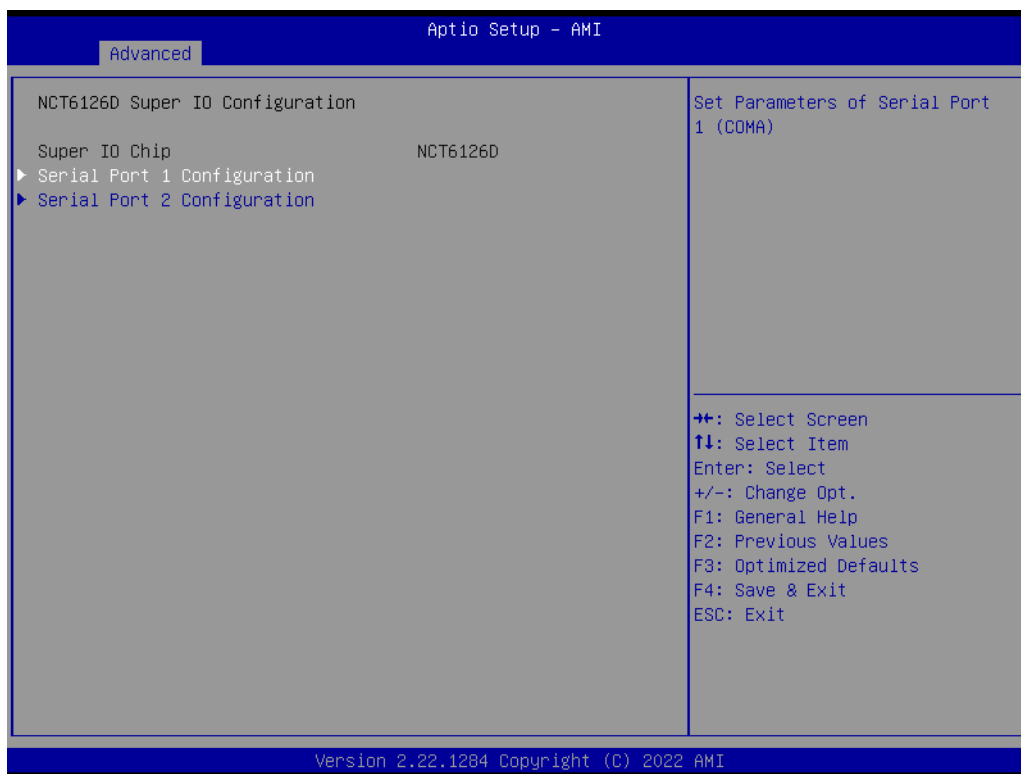 Aptio Setup - AMI
Advanced
NCT6126D Super IO Configuration
Super IO Chip NCT6126D
▶ Serial Port 1 Configuration
▶ Serial Port 2 Configuration
Set Parameters of Serial Port
1 (COMA)
→←: Select Screen
↑↓: Select Item
Enter: Select
+/-: Change Opt.
F1: General Help
F2: Previous Values
F3: Optimized Defaults
F4: Save & Exit
ESC: Exit
Version 2.22.1284 Copyright (C) 2022 AMI